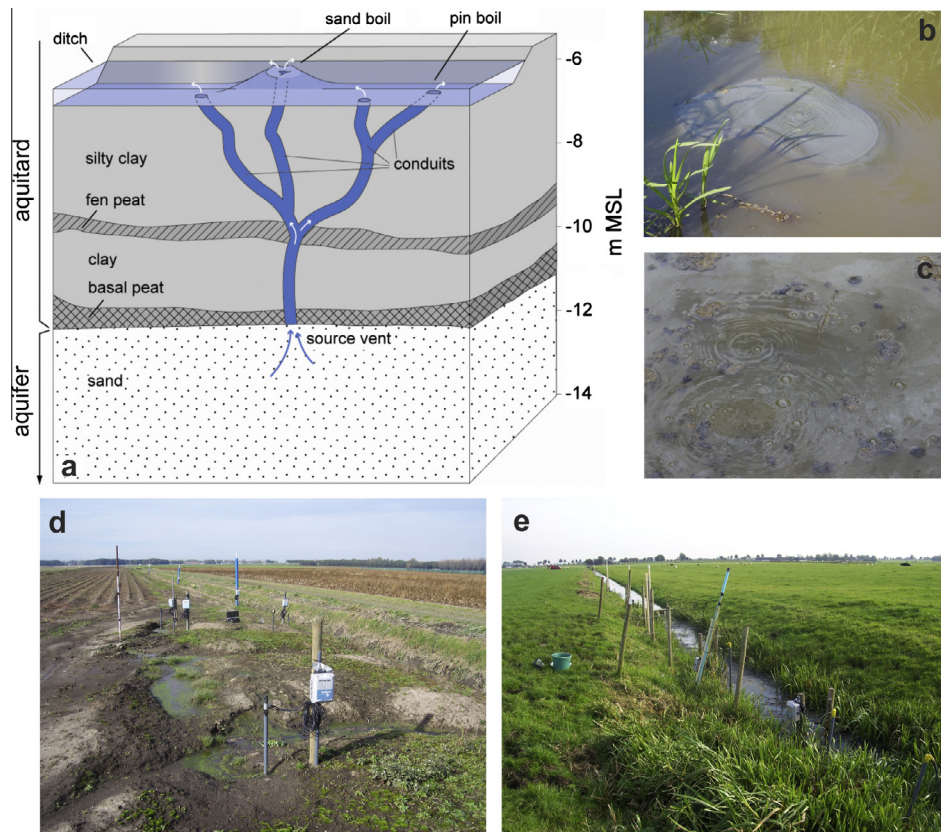 a
aquitard
aquifer
ditch
sand boil
pin boil
silty clay
conduits
fen peat
clay
basal peat
source vent
sand
-6
-8
-10
-12
-14
m MSL
b
c
d
e